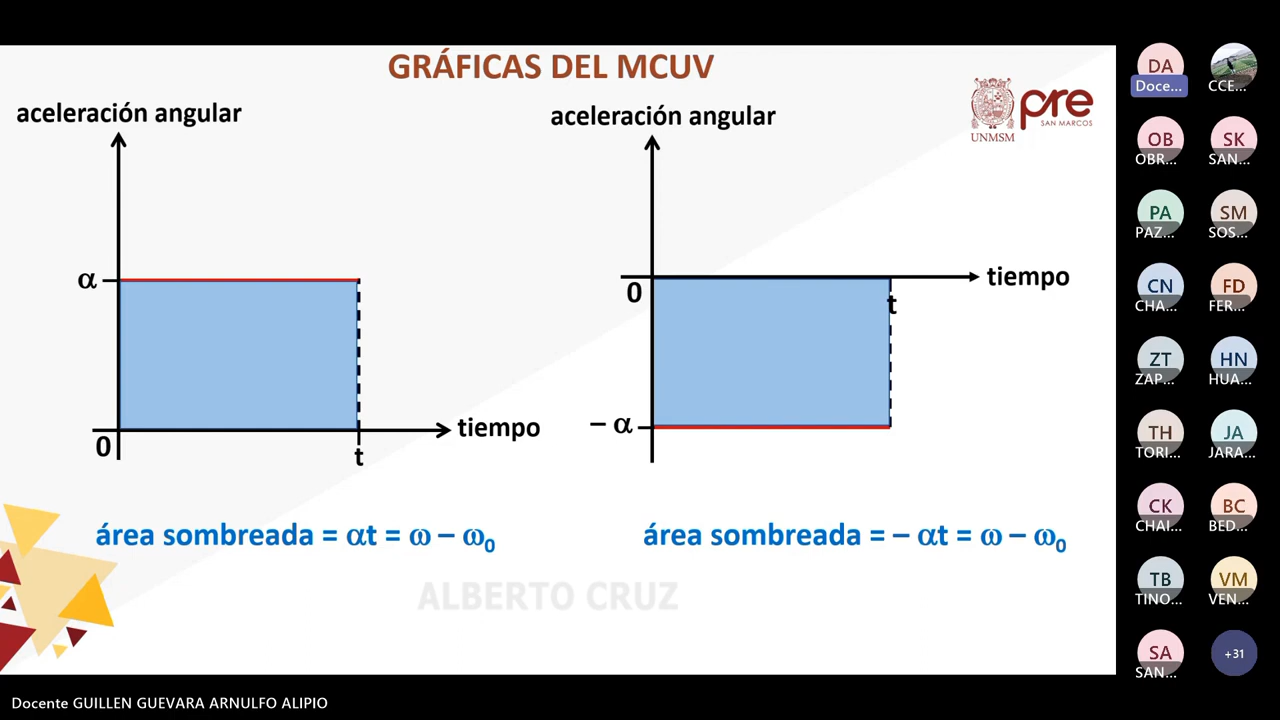 GRÁFICAS DEL MCUV
aceleración angular
α
0
t
tiempo
área sombreada = αt = ω – ω0
aceleración angular
0
t
tiempo
– α
área sombreada = – αt = ω – ω0
UNMSM
pre
SAN MARCOS
ALBERTO CRUZ
DA
Doce...
CCE...
OB
OBR...
SK
SAN...
PA
PAZ...
SM
SOS...
CN
CHA...
FD
FER...
ZT
ZAP...
HN
HUA...
TH
TORI...
JA
JARA...
CK
CHAI...
BC
BED...
TB
TINO...
VM
VEN...
SA
SAN...
+31
Docente GUILLEN GUEVARA ARNULFO ALIPIO